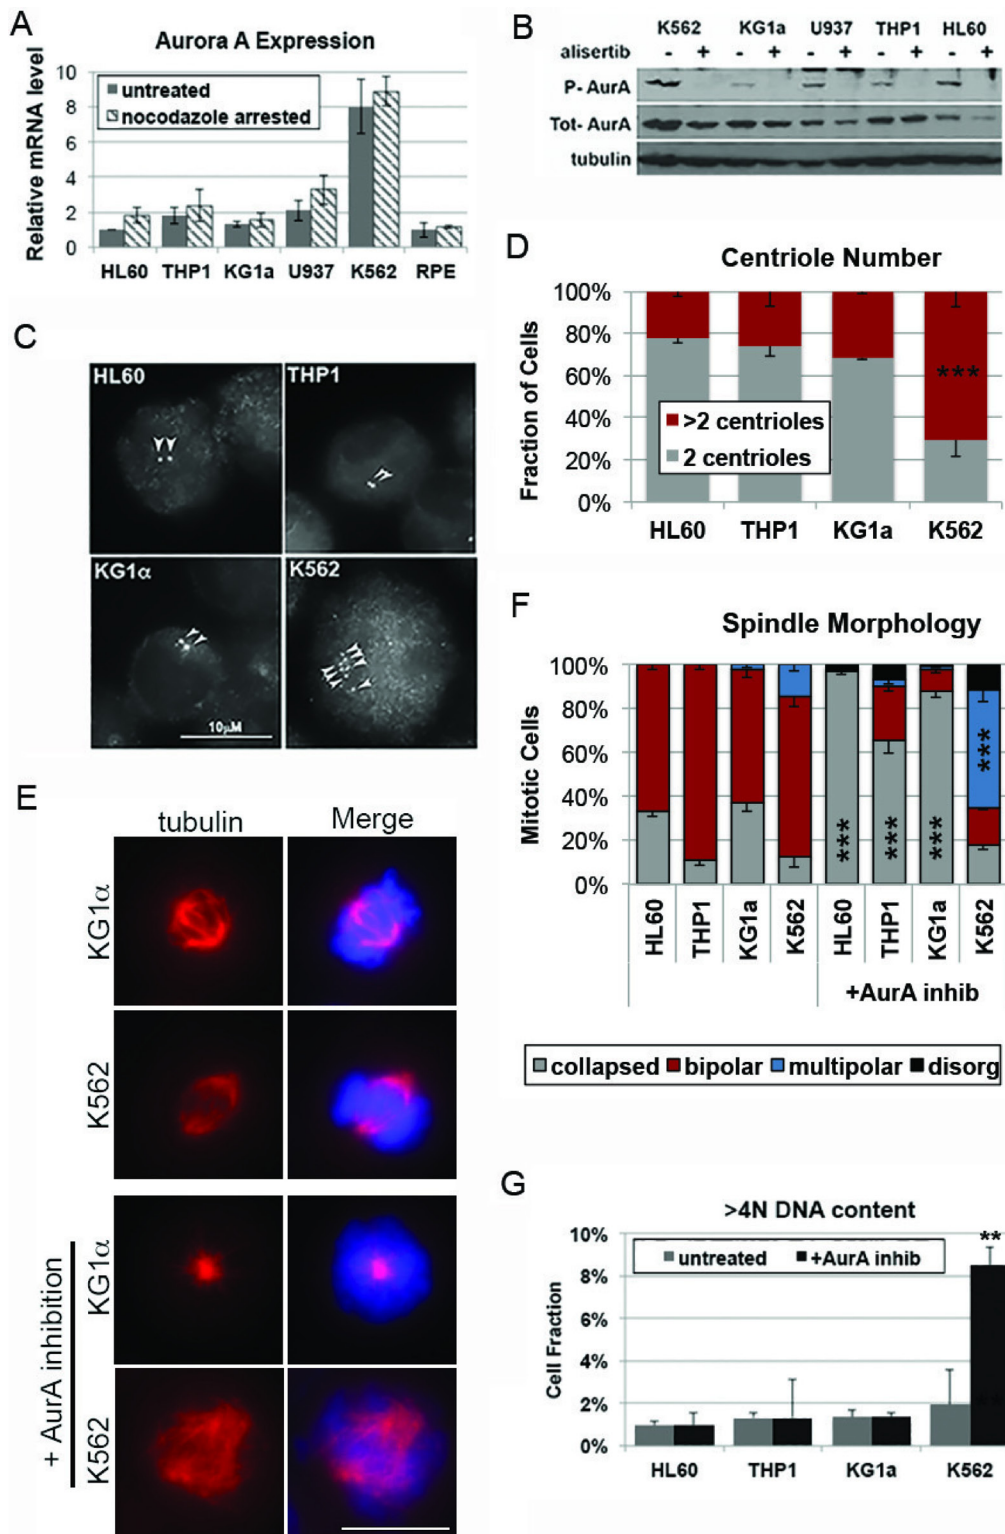 A
Aurora A Expression
Relative mRNA level
10
8
6
4
2
0
untreated
nocodazole arrested
HL60 THP1 KG1a U937 K562 RPE
B
K562 KG1a U937 THP1 HL60
alisertib - + - + - + - + - +
P- AurA
Tot- AurA
tubulin
C
HL60
THP1
KG1α
K562
10μM
D
Centriole Number
Fraction of Cells
100%
80%
60%
40%
20%
0%
***
>2 centrioles
2 centrioles
HL60 THP1 KG1a K562
E
tubulin Merge
KG1α
K562
+ AurA inhibition
KG1α
K562
F
Spindle Morphology
Mitotic Cells
100%
80%
60%
40%
20%
0%
*** *** *** ***
HL60 THP1 KG1a K562 HL60 THP1 KG1a K562
+AurA inhib
collapsed bipolar multipolar disorg
G
>4N DNA content
Cell Fraction
10%
8%
6%
4%
2%
0%
untreated +AurA inhib
**
HL60 THP1 KG1a K562